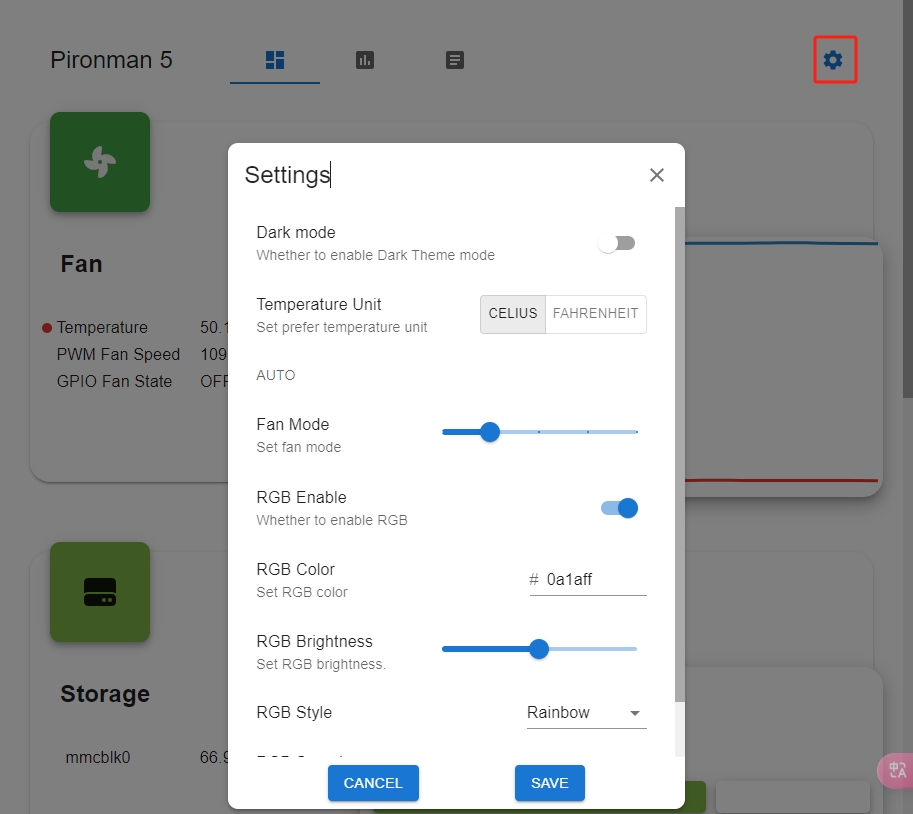 Pironman 5
Settings
Fan
Temperature 50.1
PWM Fan Speed 109
GPIO Fan State OFF
Storage
mmcblk0 66.9
Dark mode
Whether to enable Dark Theme mode
Temperature Unit
Set prefer temperature unit
CELIUS FAHRENHEIT
AUTO
Fan Mode
Set fan mode
RGB Enable
Whether to enable RGB
RGB Color
Set RGB color
# 0a1aff
RGB Brightness
Set RGB brightness.
RGB Style
Rainbow
CANCEL SAVE